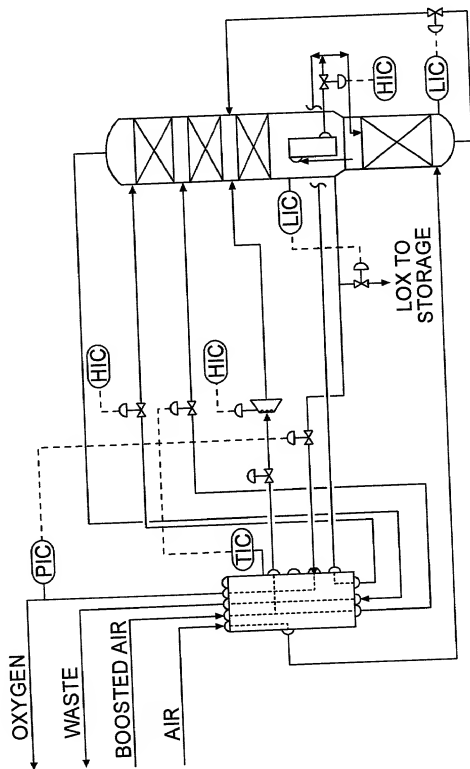 OXYGEN
WASTE
BOOSTED AIR
AIR
PIC
TIC
HIC
HIC
LIC
LOX TO
STORAGE
HIC
LIC